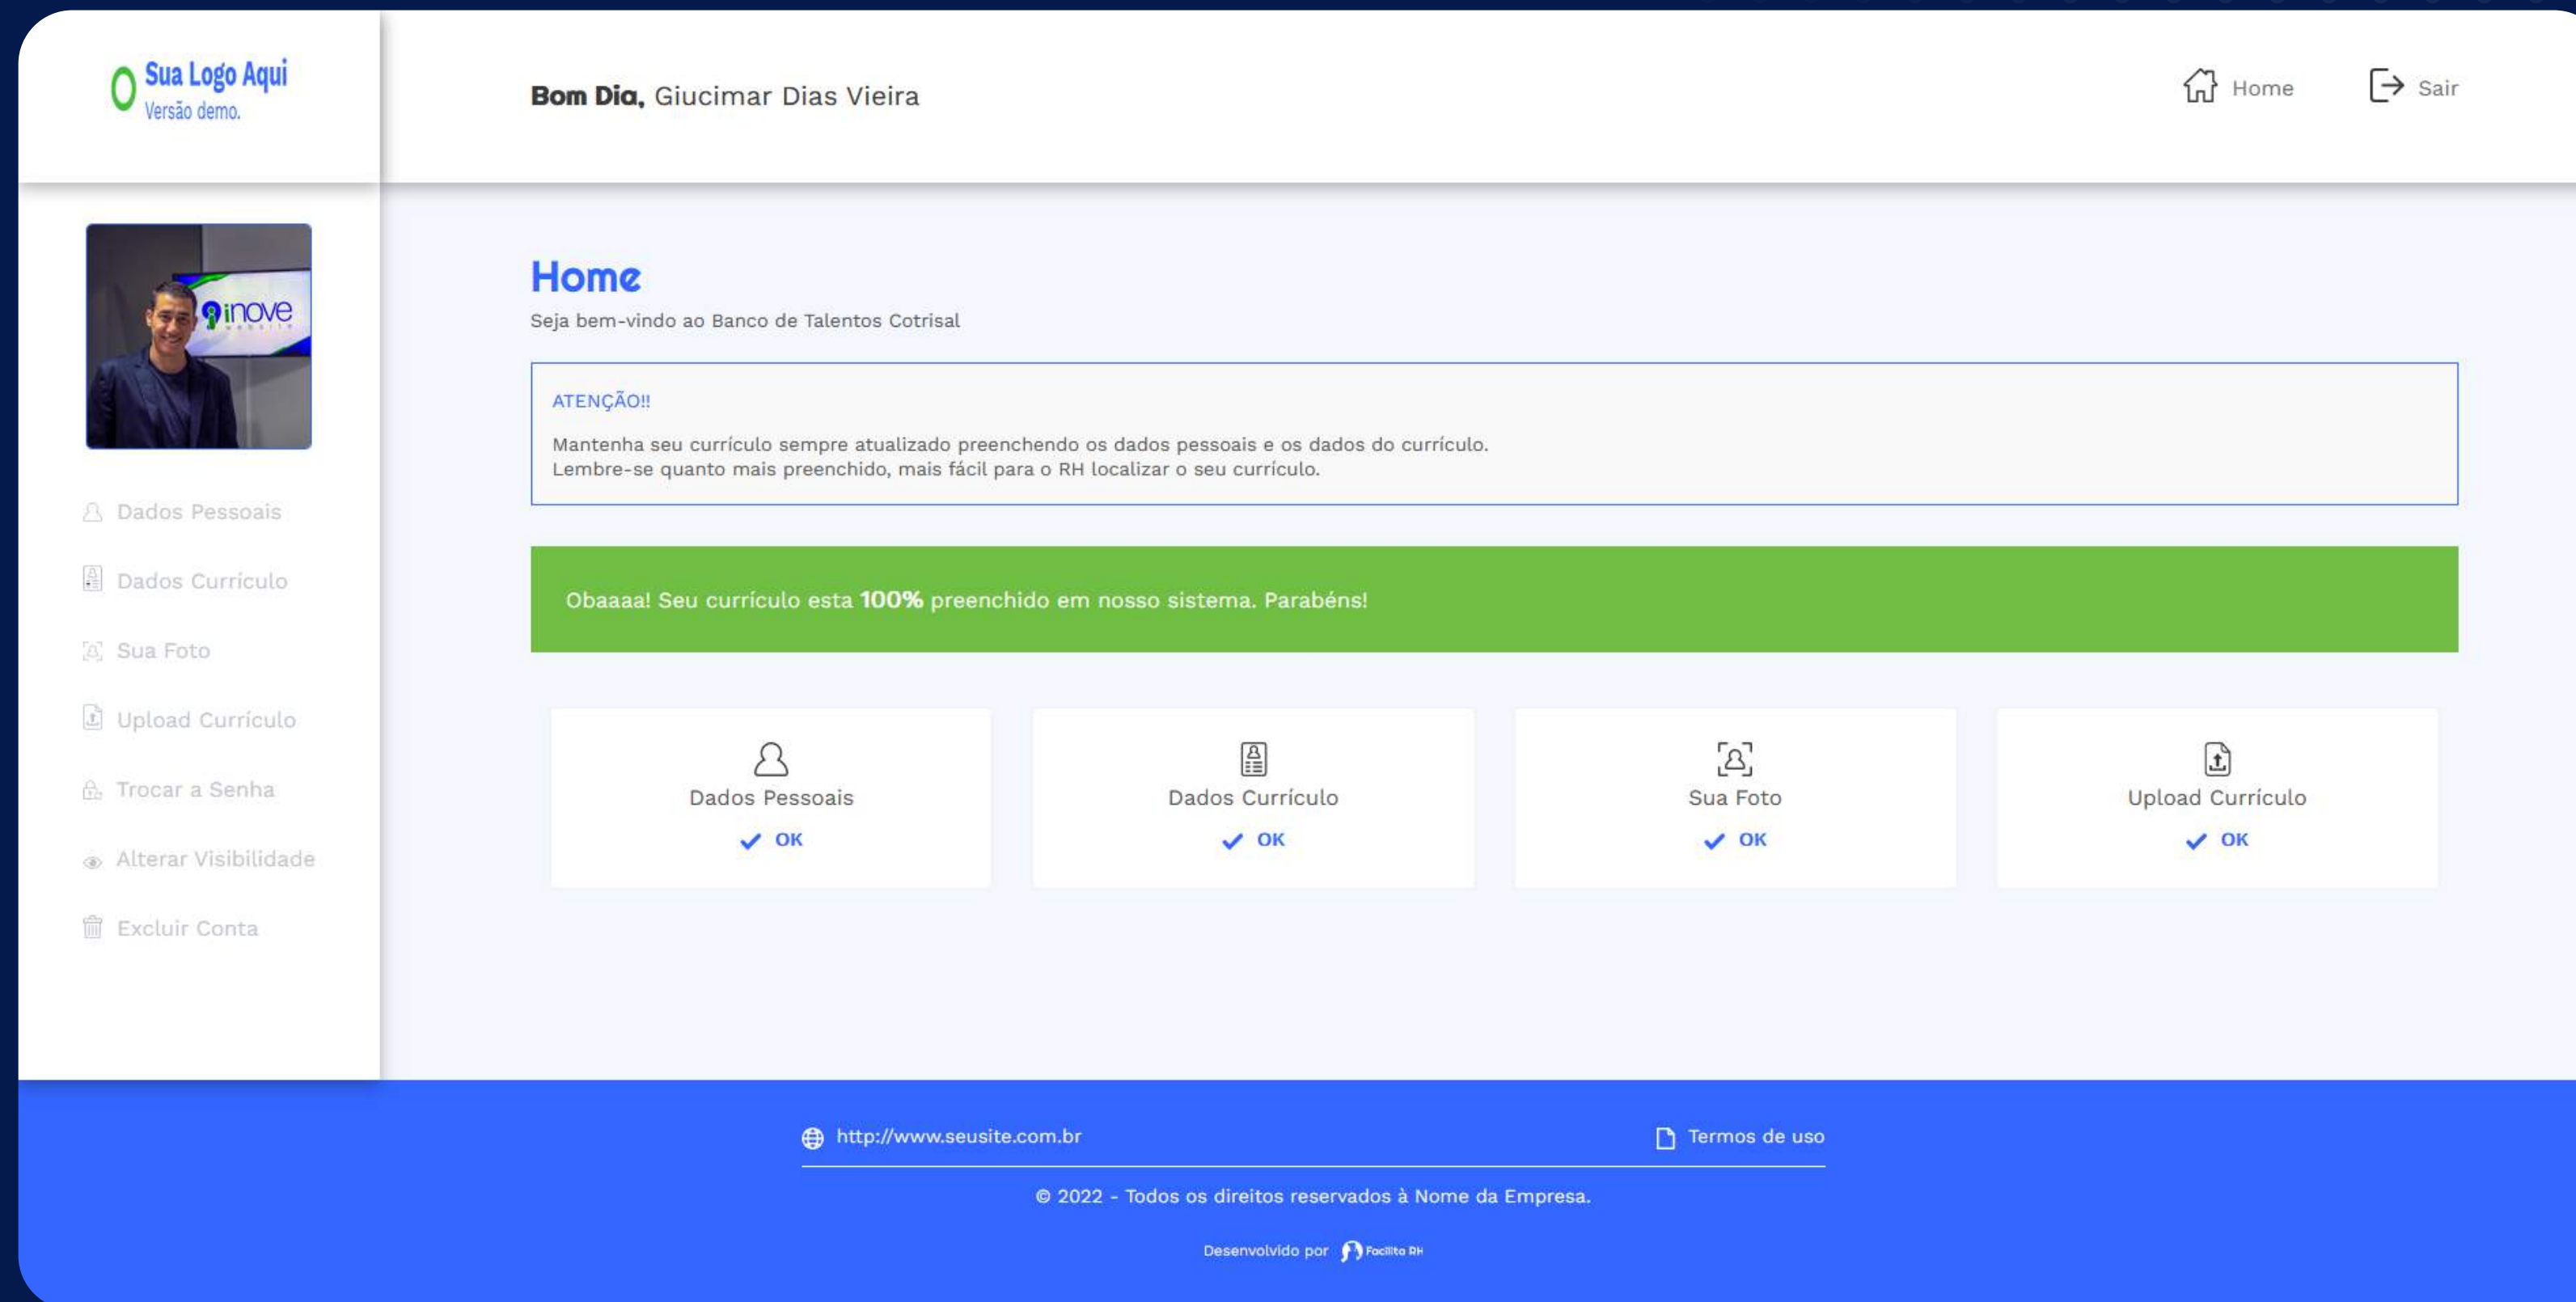 Sua Logo Aqui
Versão demo.
Bom Dia, Giucimar Dias Vieira
Home
Sair
inove
website
Dados Pessoais
Dados Currículo
Sua Foto
Upload Currículo
Trocar a Senha
Alterar Visibilidade
Excluir Conta
Home
Seja bem-vindo ao Banco de Talentos Cotrisal
ATENÇÃO!!
Mantenha seu currículo sempre atualizado preenchendo os dados pessoais e os dados do currículo.
Lembre-se quanto mais preenchido, mais fácil para o RH localizar o seu currículo.
Obaaaa! Seu currículo esta 100% preenchido em nosso sistema. Parabéns!
Dados Pessoais
OK
Dados Currículo
OK
Sua Foto
OK
Upload Currículo
OK
http://www.seusite.com.br
Termos de uso
© 2022 - Todos os direitos reservados à Nome da Empresa.
Desenvolvido por Facilita RH